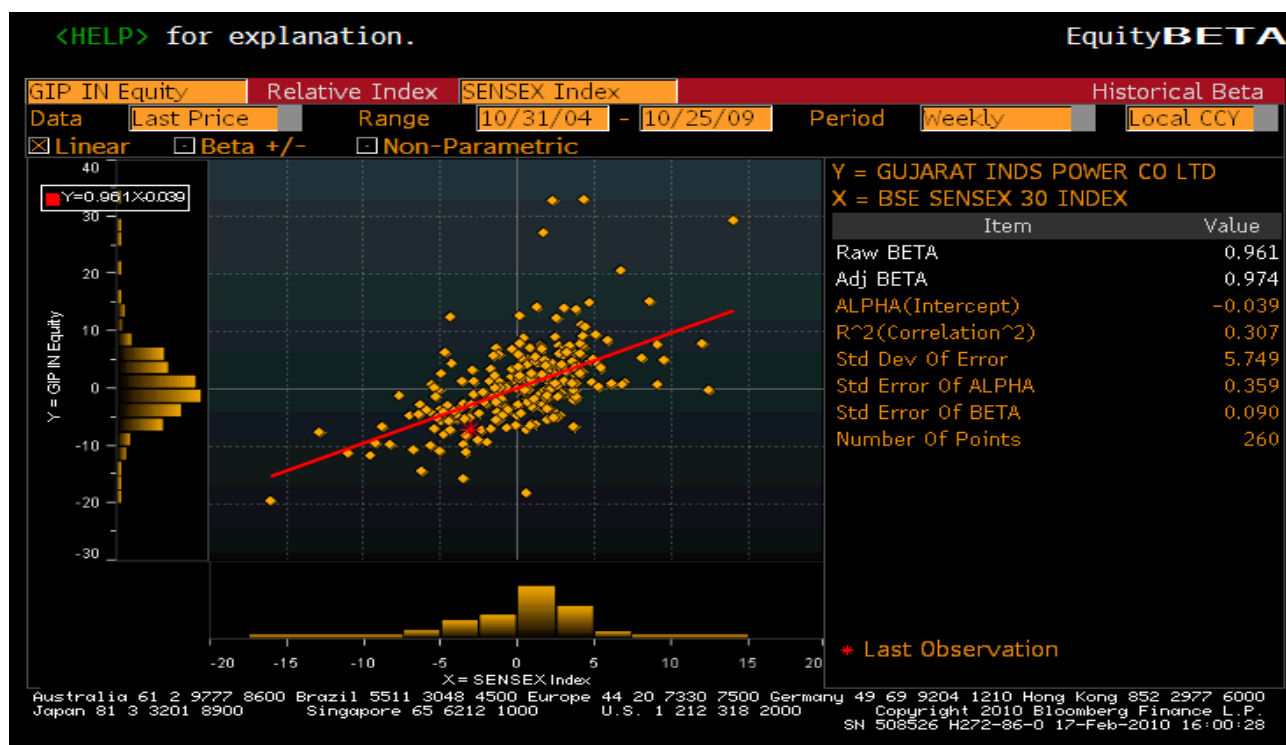 <HELP> for explanation. EquityBETA
GIP IN Equity Relative Index SENSEX Index Historical Beta
Data Last Price Range 10/31/04 - 10/25/09 Period Weekly Local CCY
Linear Beta +/- Non-Parametric
Y = GUJARAT INDS POWER CO LTD
X = BSE SENSEX 30 INDEX
Item Value
Raw BETA 0.961
Adj BETA 0.974
ALPHA(Intercept) -0.039
R^2(Correlation^2) 0.307
Std Dev Of Error 5.749
Std Error Of ALPHA 0.359
Std Error Of BETA 0.090
Number Of Points 260
* Last Observation
Y=0.961X-0.039
40
30
20
10
0
-10
-20
-30
Y = GIP IN Equity
-20 -15 -10 -5 0 5 10 15 20
X = SENSEX Index
Australia 61 2 9777 8600 Brazil 5511 3048 4500 Europe 44 20 7330 7500 Germany 49 69 9204 1210 Hong Kong 852 2977 6000
Japan 81 3 3201 8900 Singapore 65 6212 1000 U.S. 1 212 318 2000 Copyright 2010 Bloomberg Finance L.P.
SN 508526 H272-86-0 17-Feb-2010 16:00:28